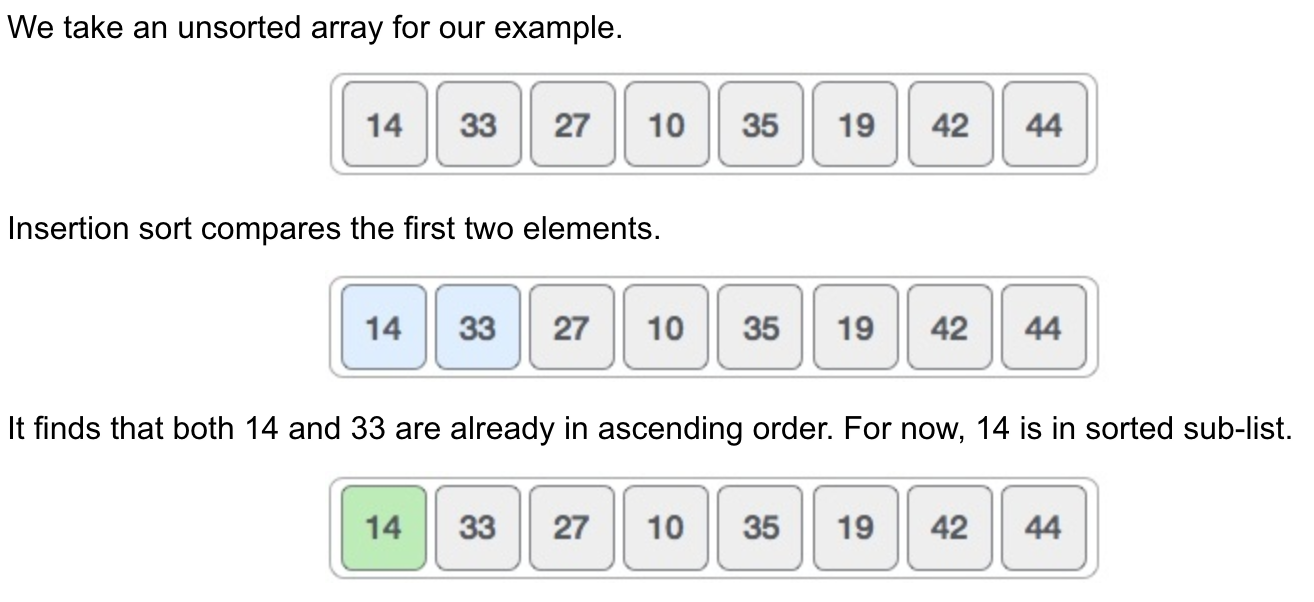 We take an unsorted array for our example.
14 33 27 10 35 19 42 44
Insertion sort compares the first two elements.
14 33 27 10 35 19 42 44
It finds that both 14 and 33 are already in ascending order. For now, 14 is in sorted sub-list.
14 33 27 10 35 19 42 44